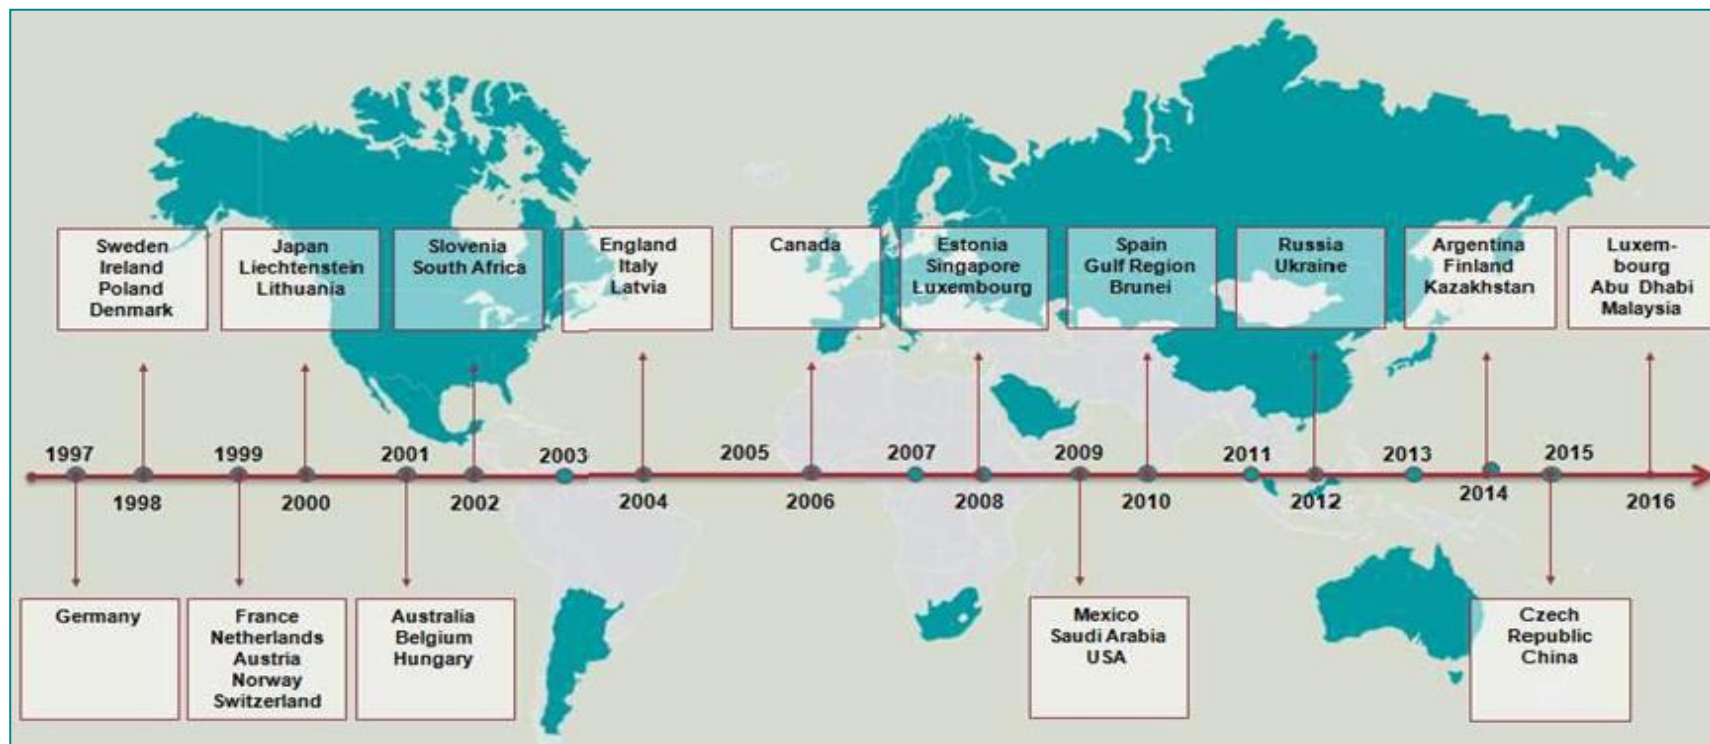 Sweden
Ireland
Poland
Denmark
Japan
Liechtenstein
Lithuania
Slovenia
South Africa
England
Italy
Latvia
Canada
Estonia
Singapore
Luxembourg
Spain
Gulf Region
Brunei
Russia
Ukraine
Argentina
Finland
Kazakhstan
Luxem-
bourg
Abu Dhabi
Malaysia
1997
1999
2001
2003
2005
2007
2009
2011
2013
2015
1998
2000
2002
2004
2006
2008
2010
2012
2014
2016
Germany
France
Netherlands
Austria
Norway
Switzerland
Australia
Belgium
Hungary
Mexico
Saudi Arabia
USA
Czech
Republic
China